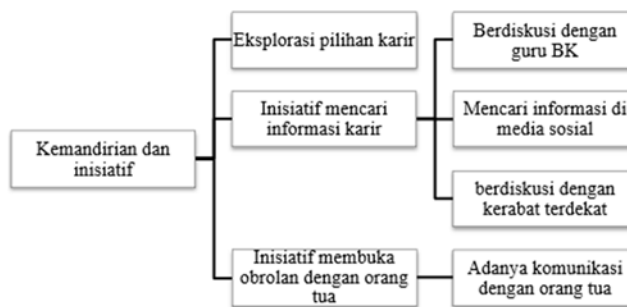 Kemandirian dan
inisiatif
Eksplorasi pilihan karir
Inisiatif mencari
informasi karir
Inisiatif membuka
obrolan dengan orang
tua
Berdiskusi dengan
guru BK
Mencari informasi di
media sosial
berdiskusi dengan
kerabat terdekat
Adanya komunikasi
dengan orang tua